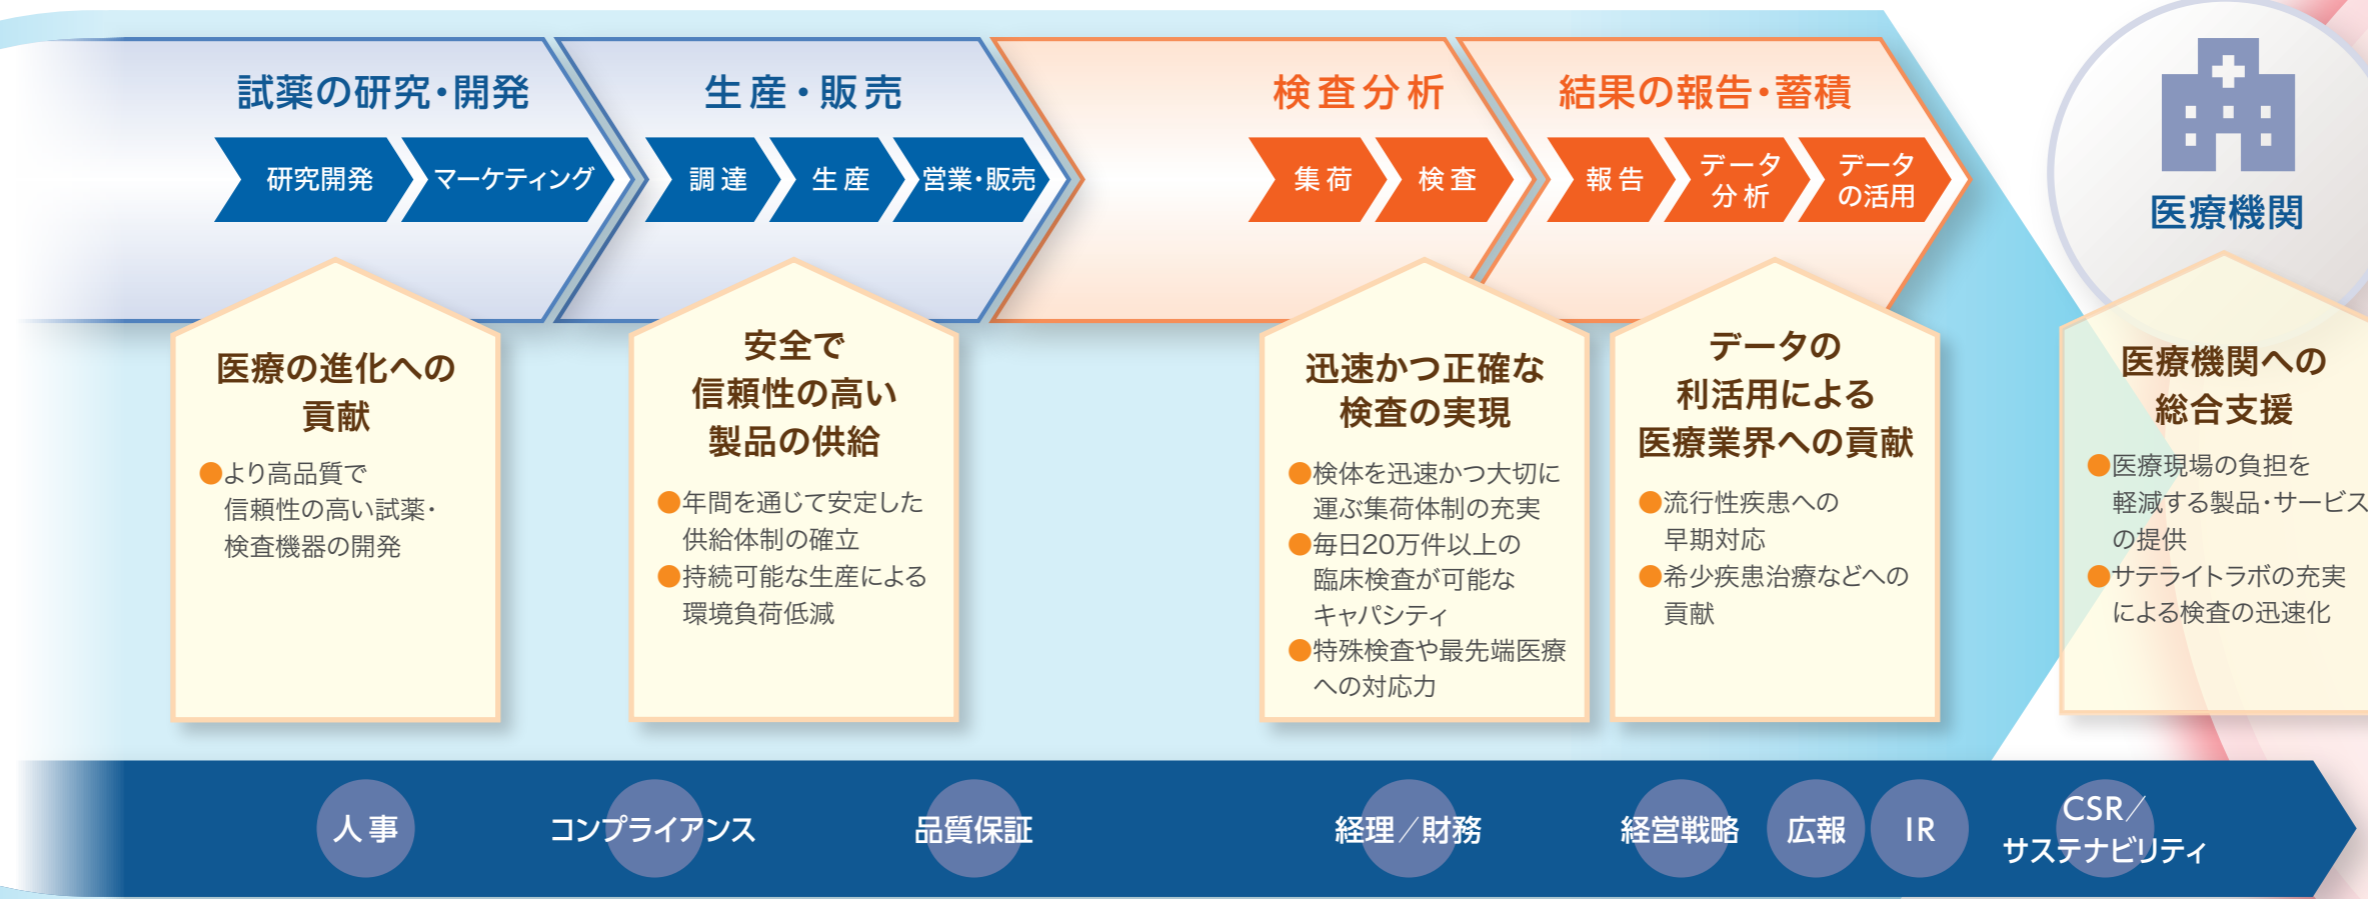 試薬の研究・開発
研究開発
マーケティング
生産・販売
調達
生産
営業・販売
検査分析
集荷
検査
結果の報告・蓄積
報告
データ
分析
データ
の活用
医療機関
医療の進化への
貢献
●より高品質で
信頼性の高い試薬・
検査機器の開発
安全で
信頼性の高い
製品の供給
●年間を通じて安定した
供給体制の確立
●持続可能な生産による
環境負荷低減
迅速かつ正確な
検査の実現
●検体を迅速かつ大切に
運ぶ集荷体制の充実
●毎日20万件以上の
臨床検査が可能な
キャパシティ
●特殊検査や最先端医療
への対応力
データの
利活用による
医療業界への貢献
●流行性疾患への
早期対応
●希少疾患治療などへの
貢献
医療機関への
総合支援
●医療現場の負担を
軽減する製品・サービス
の提供
●サテライトラボの充実
による検査の迅速化
人事
コンプライアンス
品質保証
経理／財務
経営戦略
広報
IR
CSR／
サステナビリティ